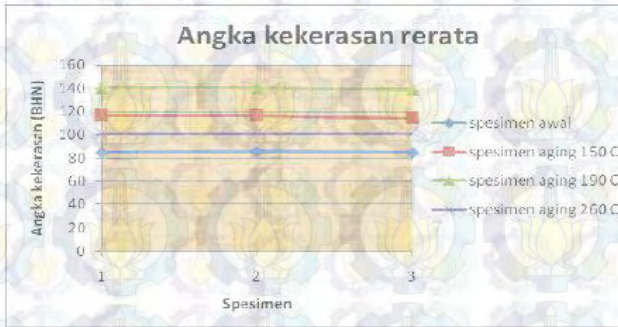 Angka kekerasan rerata
Angka kekerasan (BHN)
160
140
120
100
80
60
40
20
0
1 2 3
Spesimen
spesimen awal
spesimen aging 150 C
spesimen aging 190 C
spesimen aging 260 C